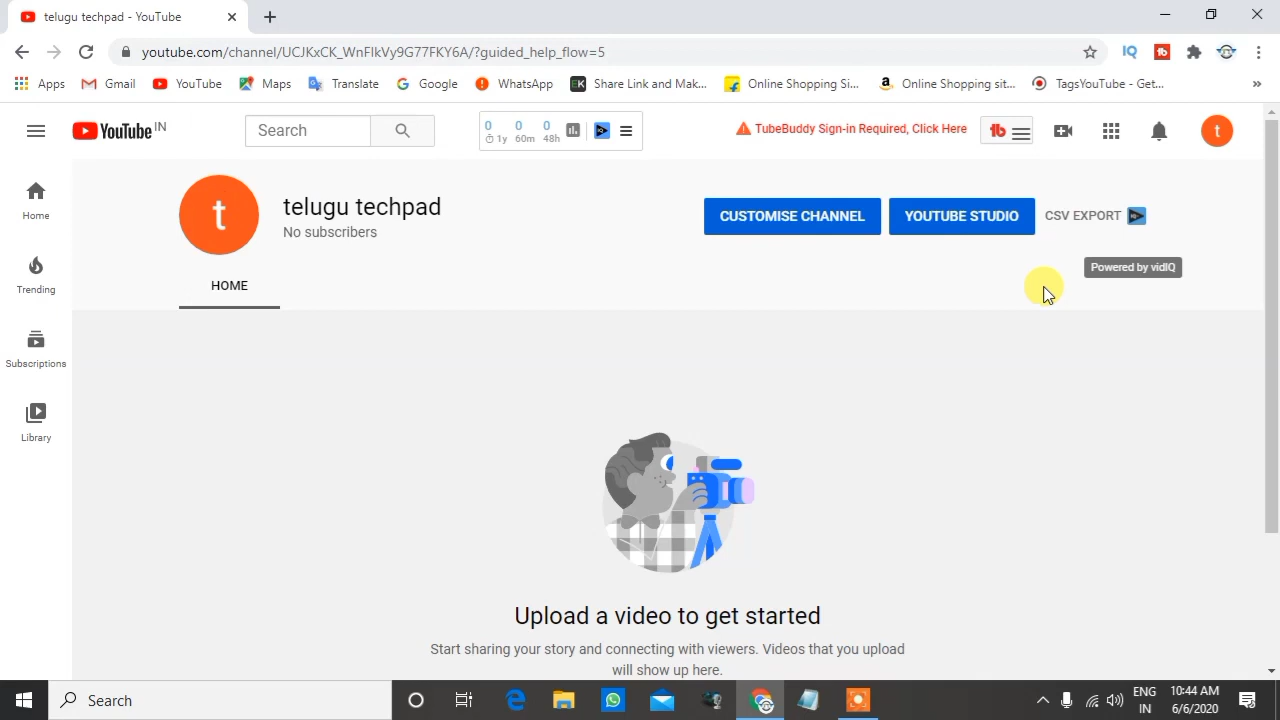 telugu techpad - YouTube
youtube.com/channel/UCJKxCK_WnFIkVy9G77FKY6A/?guided_help_flow=5
Apps Gmail YouTube Maps Translate Google WhatsApp Share Link and Mak... Online Shopping Si... Online Shopping sit... TagsYouTube - Get... »
YouTube IN
Search
0 0 0
1y 60m 48h
TubeBuddy Sign-in Required, Click Here
tb
t
Home
Trending
Subscriptions
Library
t
telugu techpad
No subscribers
CUSTOMISE CHANNEL YOUTUBE STUDIO CSV EXPORT
Powered by vidIQ
HOME
Upload a video to get started
Start sharing your story and connecting with viewers. Videos that you upload
will show up here.
Search
ENG
IN
10:44 AM
6/6/2020